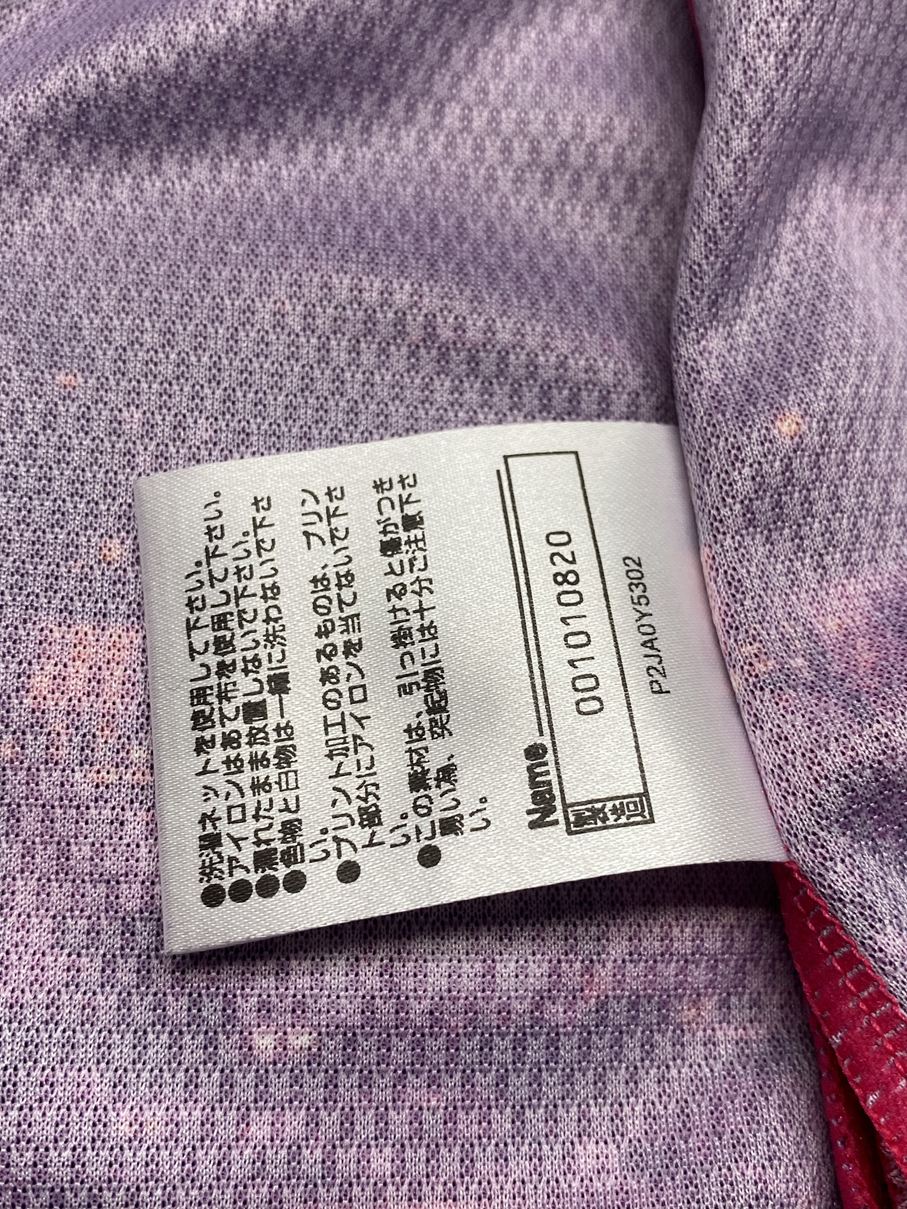 ●洗濯ネットを使用して下さい。
●アイロンはあて布を使用して下さい。
●濡れたまま放置しないで下さい。
●色物と白物は一緒に洗わないで下さ
い。
●プリント加工のあるものは、プリン
ト部分にアイロンを当てないで下さ
い。
●この素材は、引っ掛けると傷がつき
易い為、突起物には十分ご注意下さ
い。
Name
製造 001010820
P2JA0Y5302